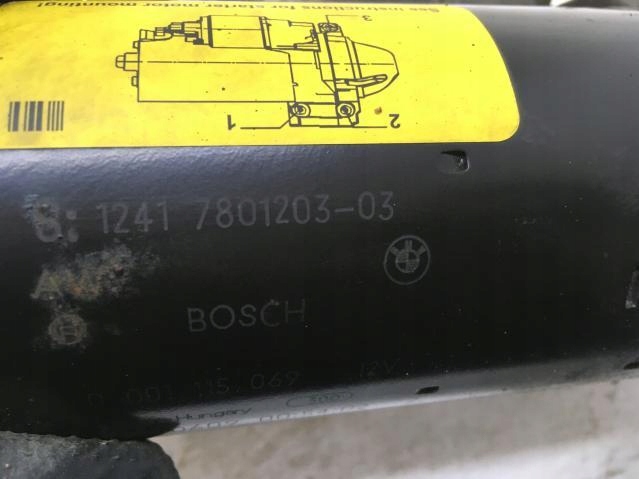 See instructions for starter motor mounting!
3
1
2
8: 1241 7801203-03
BOSCH
0 001 115 069 12V
Hungary